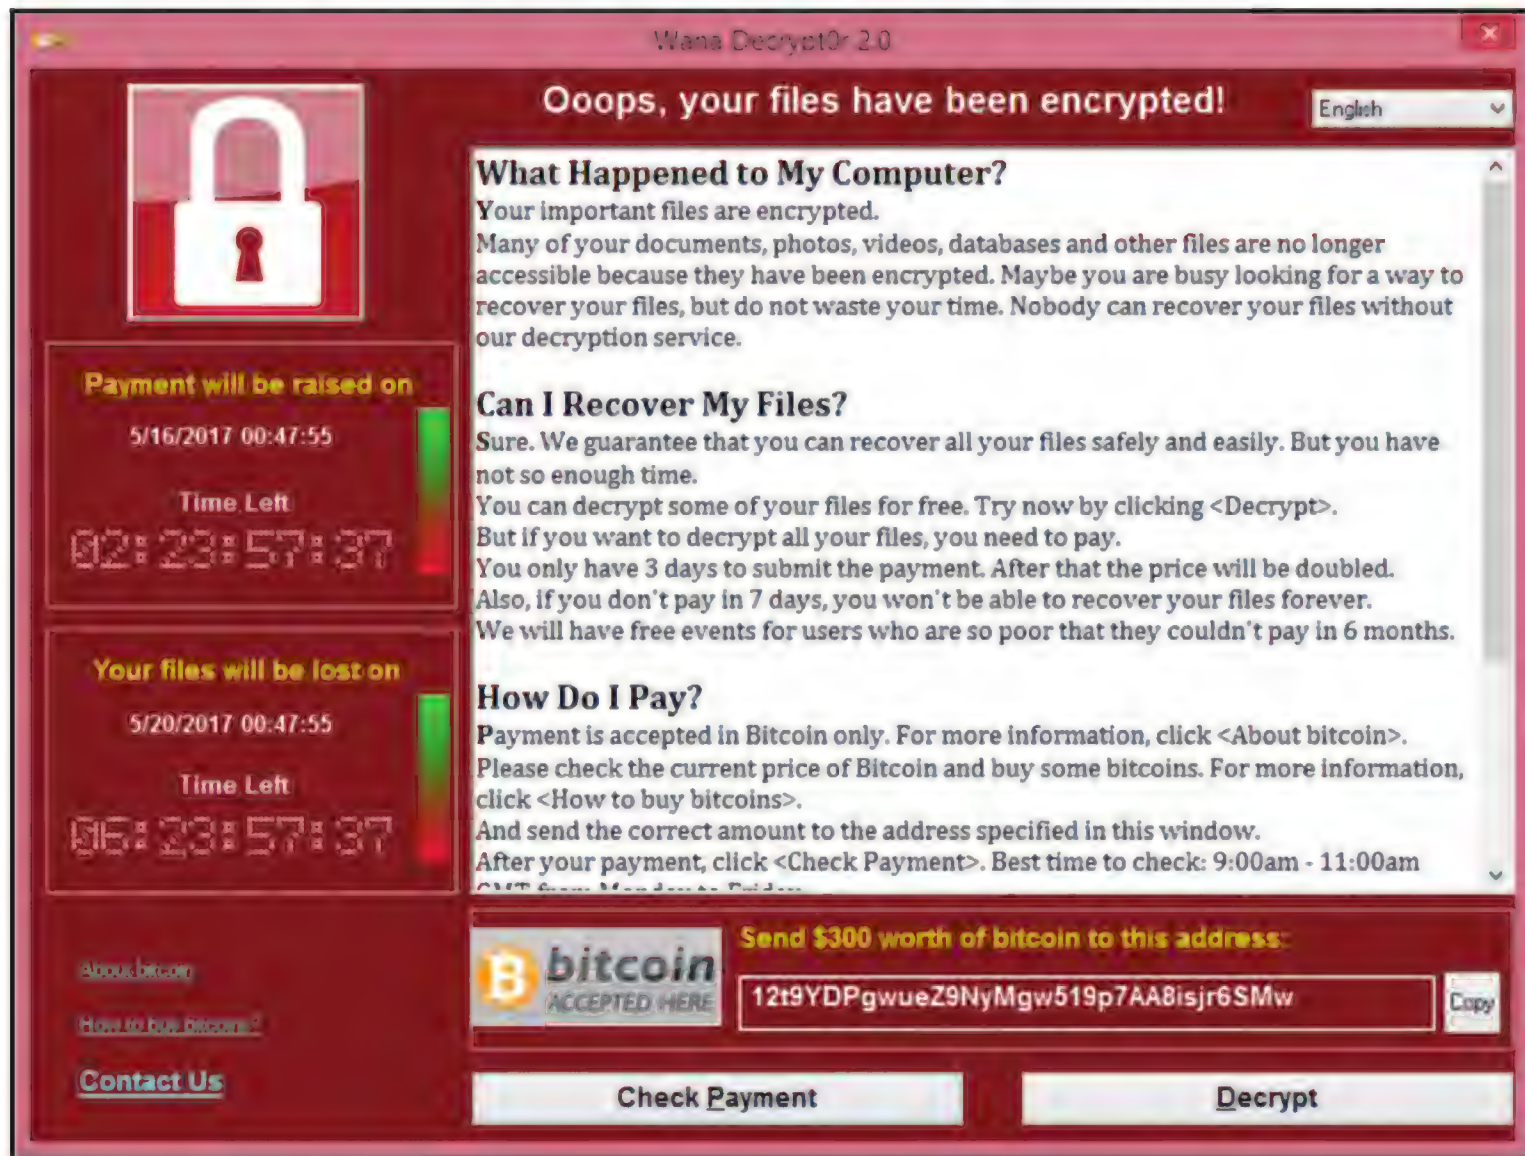 Wana Decrypt0r 2.0
Ooops, your files have been encrypted!
English
What Happened to My Computer?
Your important files are encrypted.
Many of your documents, photos, videos, databases and other files are no longer
accessible because they have been encrypted. Maybe you are busy looking for a way to
recover your files, but do not waste your time. Nobody can recover your files without
our decryption service.
Can I Recover My Files?
Sure. We guarantee that you can recover all your files safely and easily. But you have
not so enough time.
You can decrypt some of your files for free. Try now by clicking <Decrypt>.
But if you want to decrypt all your files, you need to pay.
You only have 3 days to submit the payment. After that the price will be doubled.
Also, if you don't pay in 7 days, you won't be able to recover your files forever.
We will have free events for users who are so poor that they couldn't pay in 6 months.
How Do I Pay?
Payment is accepted in Bitcoin only. For more information, click <About bitcoin>.
Please check the current price of Bitcoin and buy some bitcoins. For more information,
click <How to buy bitcoins>.
And send the correct amount to the address specified in this window.
After your payment, click <Check Payment>. Best time to check: 9:00am - 11:00am
GMT from Monday to Friday.
Payment will be raised on
5/16/2017 00:47:55
Time Left
02:23:57:37
Your files will be lost on
5/20/2017 00:47:55
Time Left
06:23:57:37
About bitcoin
How to buy bitcoins?
Contact Us
bitcoin
ACCEPTED HERE
Send $300 worth of bitcoin to this address:
12t9YDPgwueZ9NyMgw519p7AA8isjr6SMw
Copy
Check Payment
Decrypt